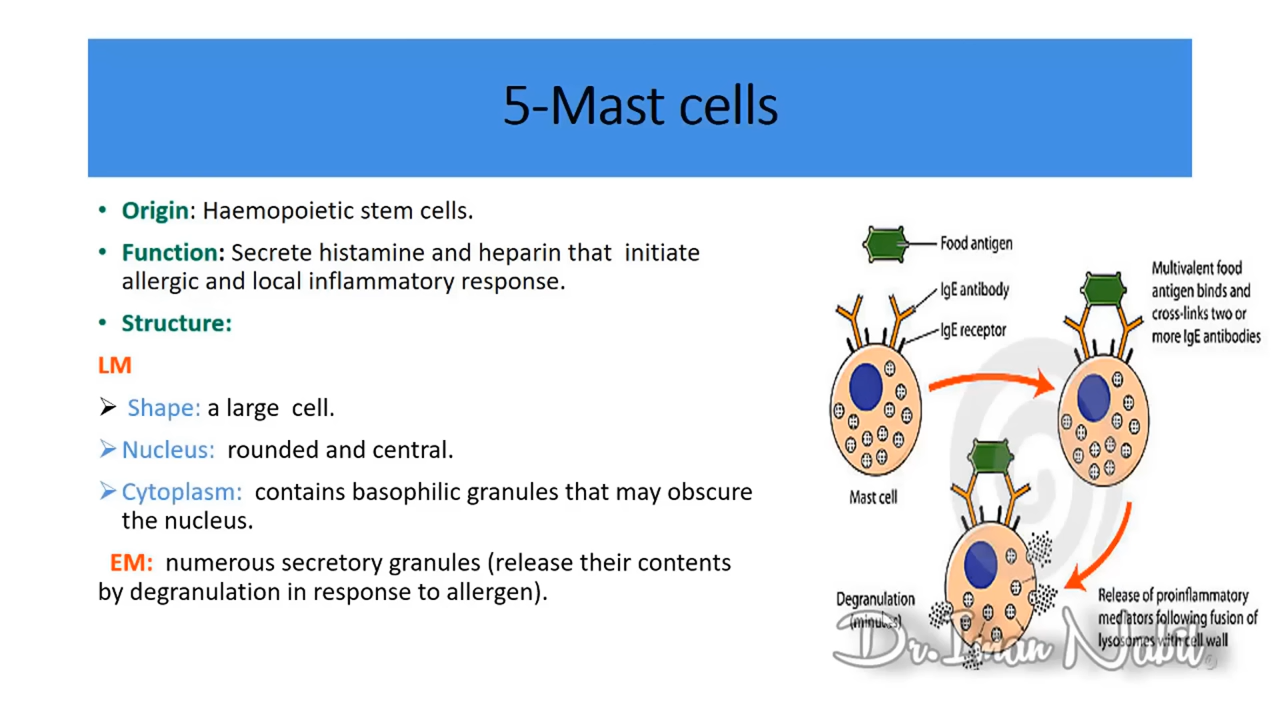 5-Mast cells
• Origin: Haemopoietic stem cells.
• Function: Secrete histamine and heparin that initiate
allergic and local inflammatory response.
• Structure:
LM
➢ Shape: a large cell.
➢ Nucleus: rounded and central.
➢ Cytoplasm: contains basophilic granules that may obscure
the nucleus.
EM: numerous secretory granules (release their contents
by degranulation in response to allergen).
Food antigen
IgE antibody
IgE receptor
Mast cell
Multivalent food
antigen binds and
cross-links two or
more IgE antibodies
Degranulation
(minutes)
Release of proinflammatory
mediators following fusion of
lysosomes with cell wall
Dr.Iman Nabil